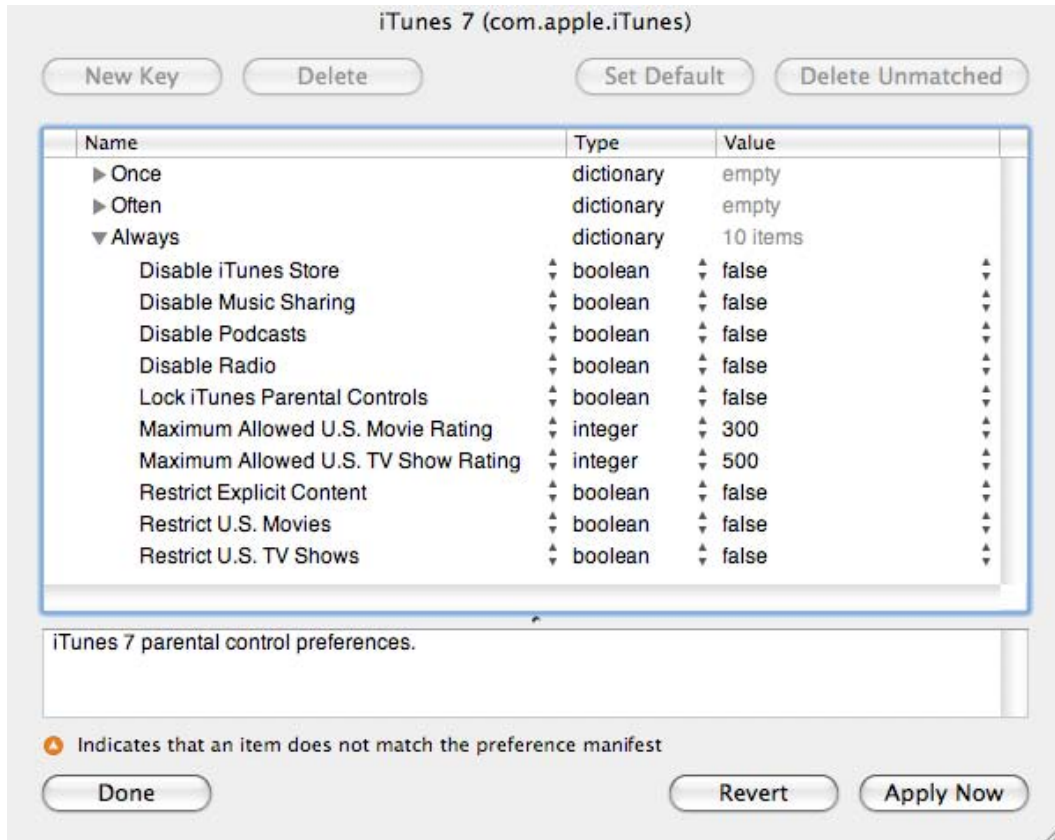 iTunes 7 (com.apple.iTunes)
New Key Delete Set Default Delete Unmatched
Name Type Value
Once dictionary empty
Often dictionary empty
Always dictionary 10 items
Disable iTunes Store boolean false
Disable Music Sharing boolean false
Disable Podcasts boolean false
Disable Radio boolean false
Lock iTunes Parental Controls boolean false
Maximum Allowed U.S. Movie Rating integer 300
Maximum Allowed U.S. TV Show Rating integer 500
Restrict Explicit Content boolean false
Restrict U.S. Movies boolean false
Restrict U.S. TV Shows boolean false
iTunes 7 parental control preferences.
Indicates that an item does not match the preference manifest
Done Revert Apply Now